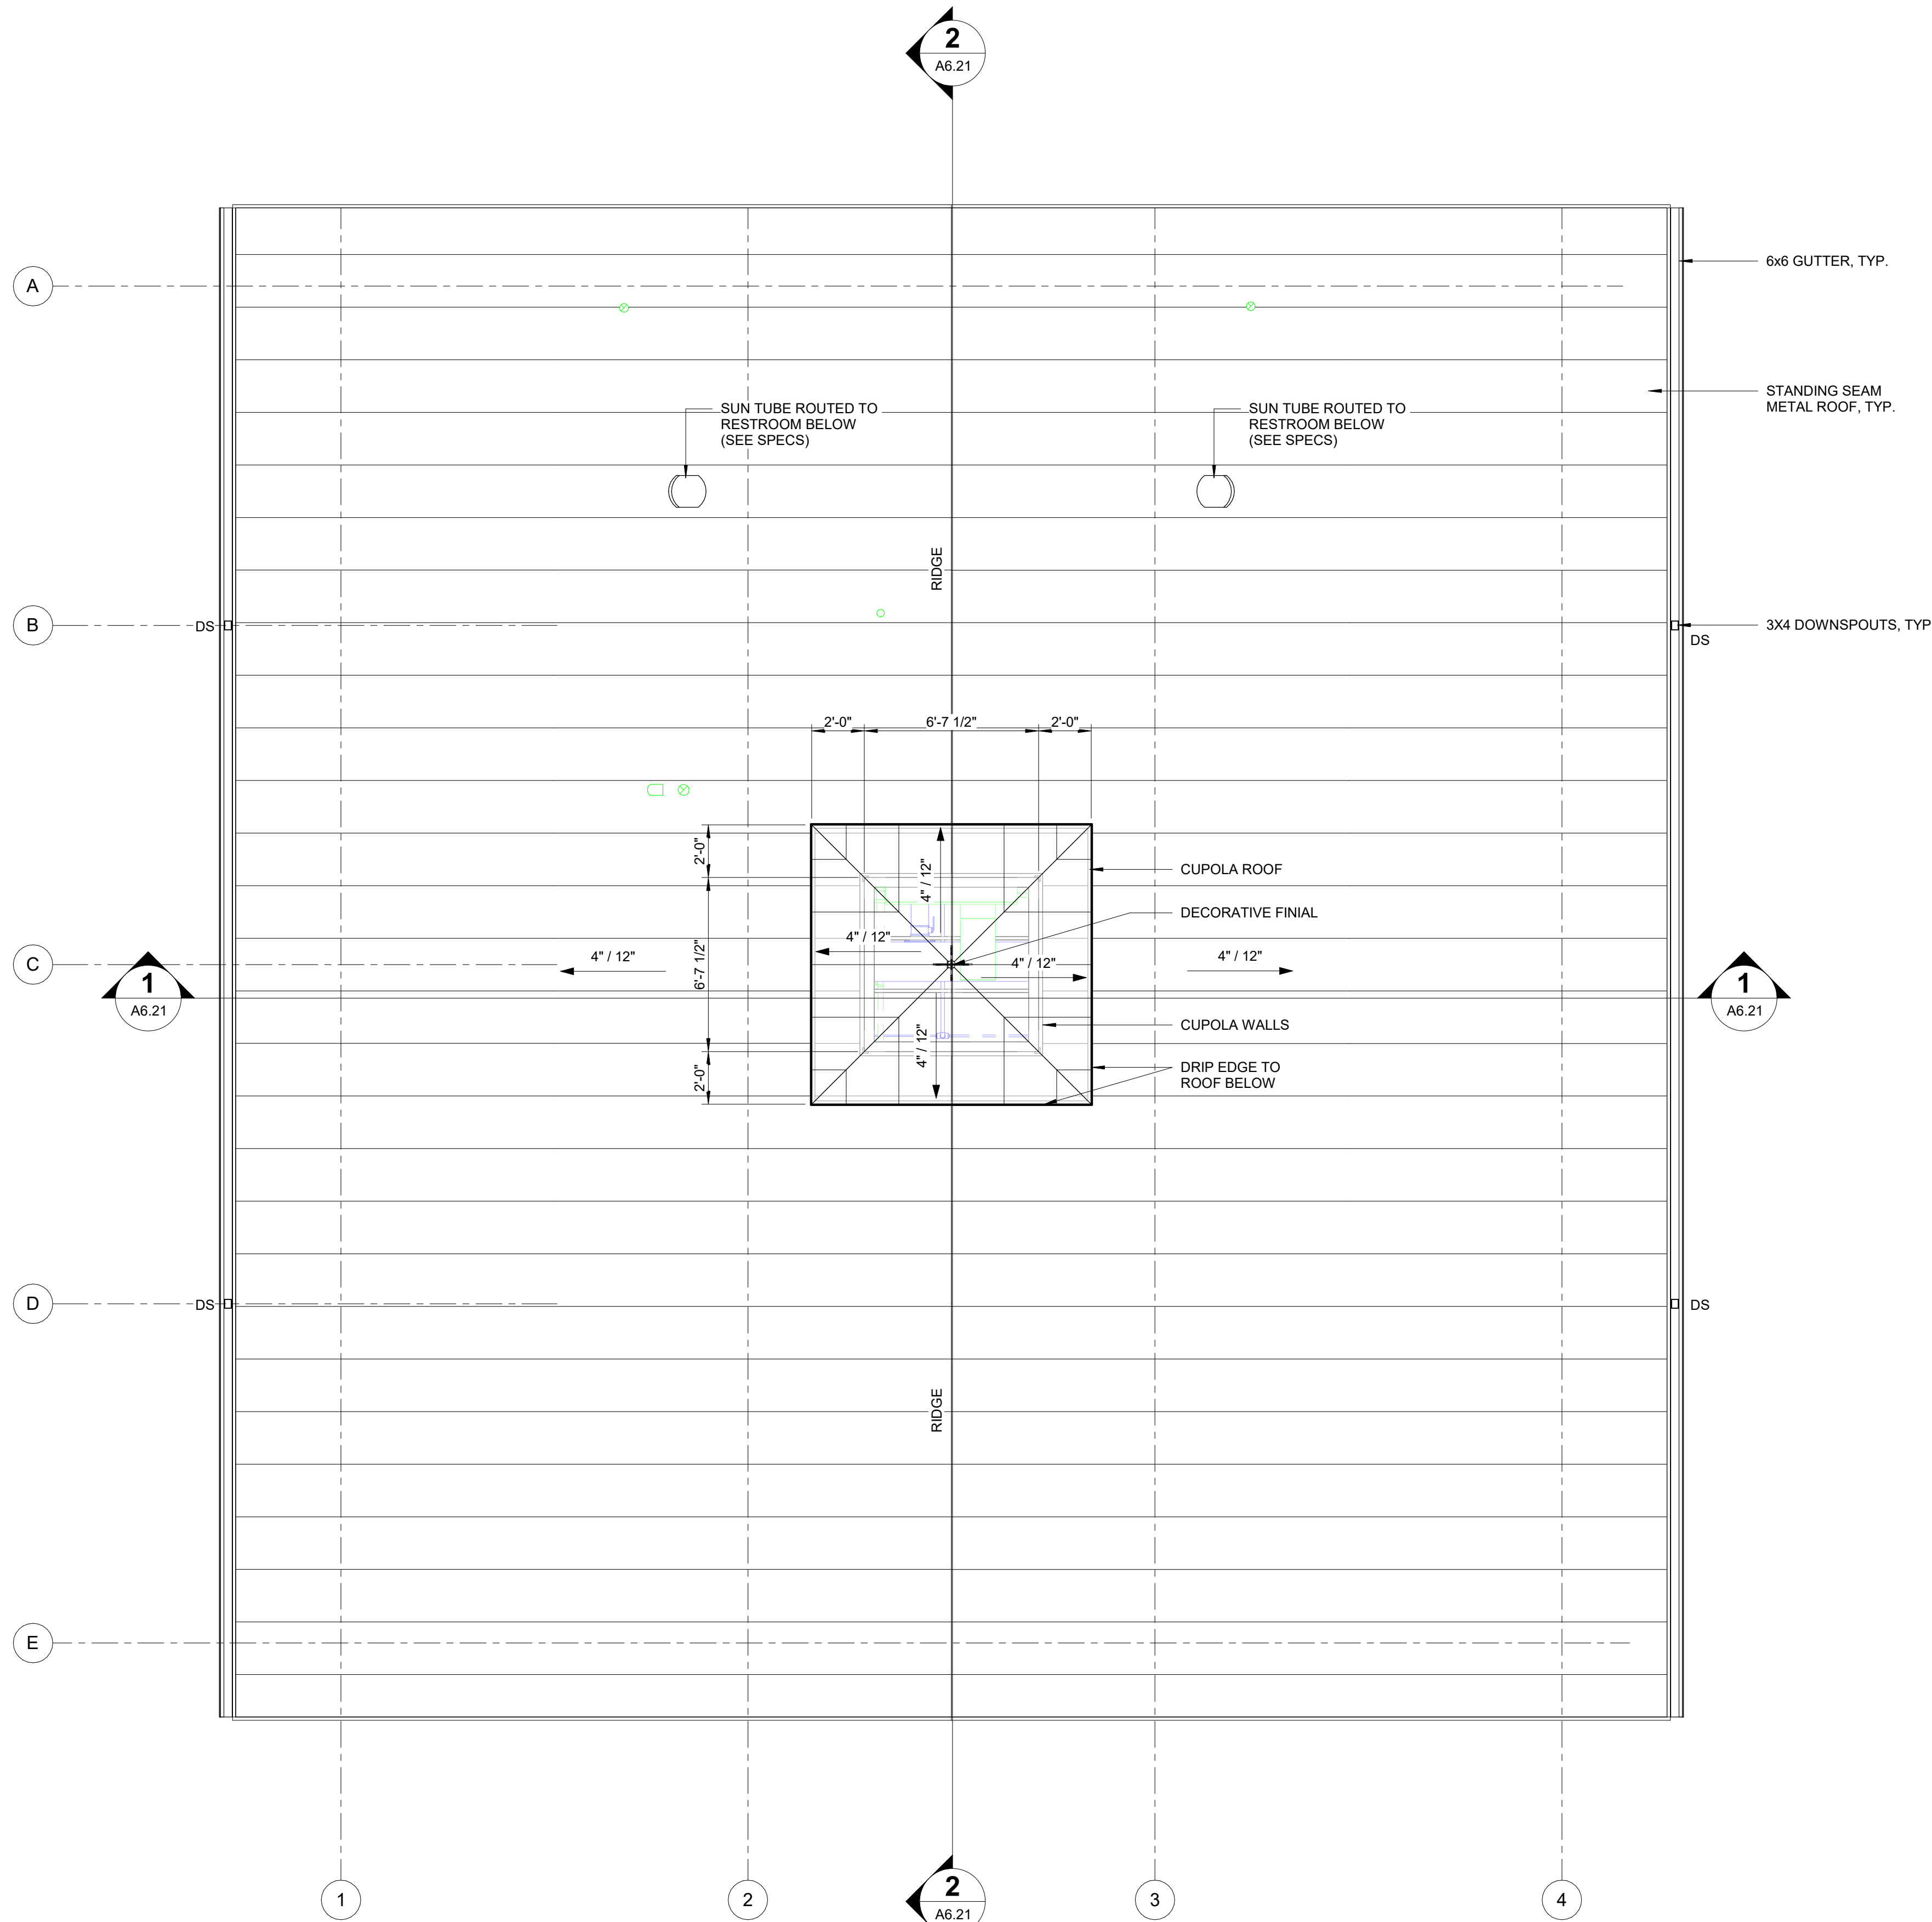 2
A6.21
A
6x6 GUTTER, TYP.
STANDING SEAM
METAL ROOF, TYP.
SUN TUBE ROUTED TO
RESTROOM BELOW
(SEE SPECS)
SUN TUBE ROUTED TO
RESTROOM BELOW
(SEE SPECS)
RIDGE
B
DS
3X4 DOWNSPOUTS, TYP
DS
2'-0"
6'-7 1/2"
2'-0"
2'-0"
4" / 12"
CUPOLA ROOF
DECORATIVE FINIAL
4" / 12"
C
4" / 12"
6'-7 1/2"
4" / 12"
4" / 12"
1
A6.21
1
A6.21
CUPOLA WALLS
4" / 12"
2'-0"
DRIP EDGE TO
ROOF BELOW
D
DS
DS
RIDGE
E
1
2
3
4
2
A6.21